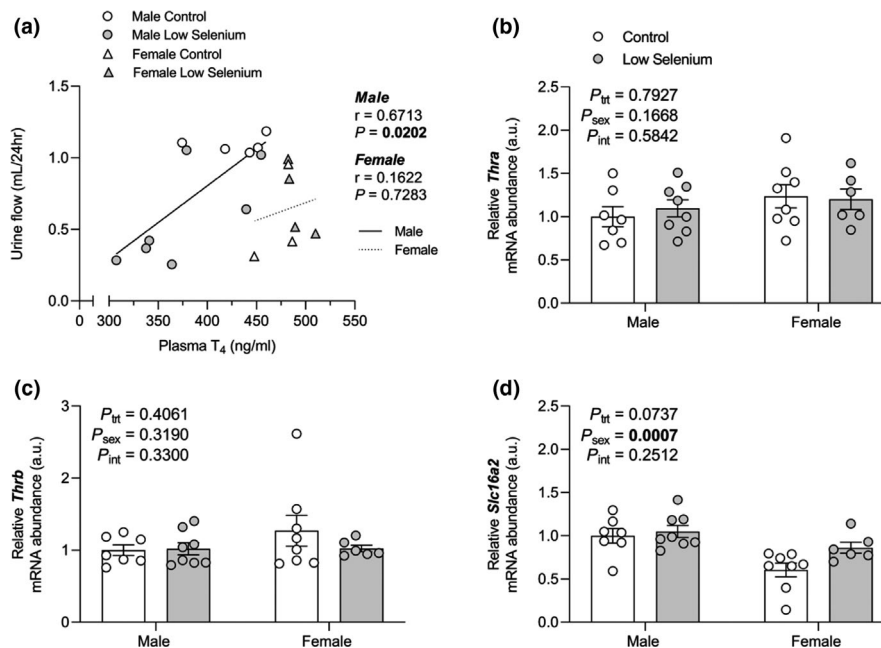 (a)
Male Control
Male Low Selenium
Female Control
Female Low Selenium
1.5
1.0
0.5
0.0
Urine flow (mL/24hr)
0
300
350
400
450
500
550
Plasma T4 (ng/ml)
Male
r = 0.6713
P = 0.0202
Female
r = 0.1622
P = 0.7283
Male
Female
(b)
Control
Low Selenium
Ptrt = 0.7927
Psex = 0.1668
Pint = 0.5842
2.5
2.0
1.5
1.0
0.5
0.0
Relative Thra
mRNA abundance (a.u.)
Male
Female
(c)
Ptrt = 0.4061
Psex = 0.3190
Pint = 0.3300
3
2
1
0
Relative Thrb
mRNA abundance (a.u.)
Male
Female
(d)
Ptrt = 0.0737
Psex = 0.0007
Pint = 0.2512
2.5
2.0
1.5
1.0
0.5
0.0
Relative Slc16a2
mRNA abundance (a.u.)
Male
Female